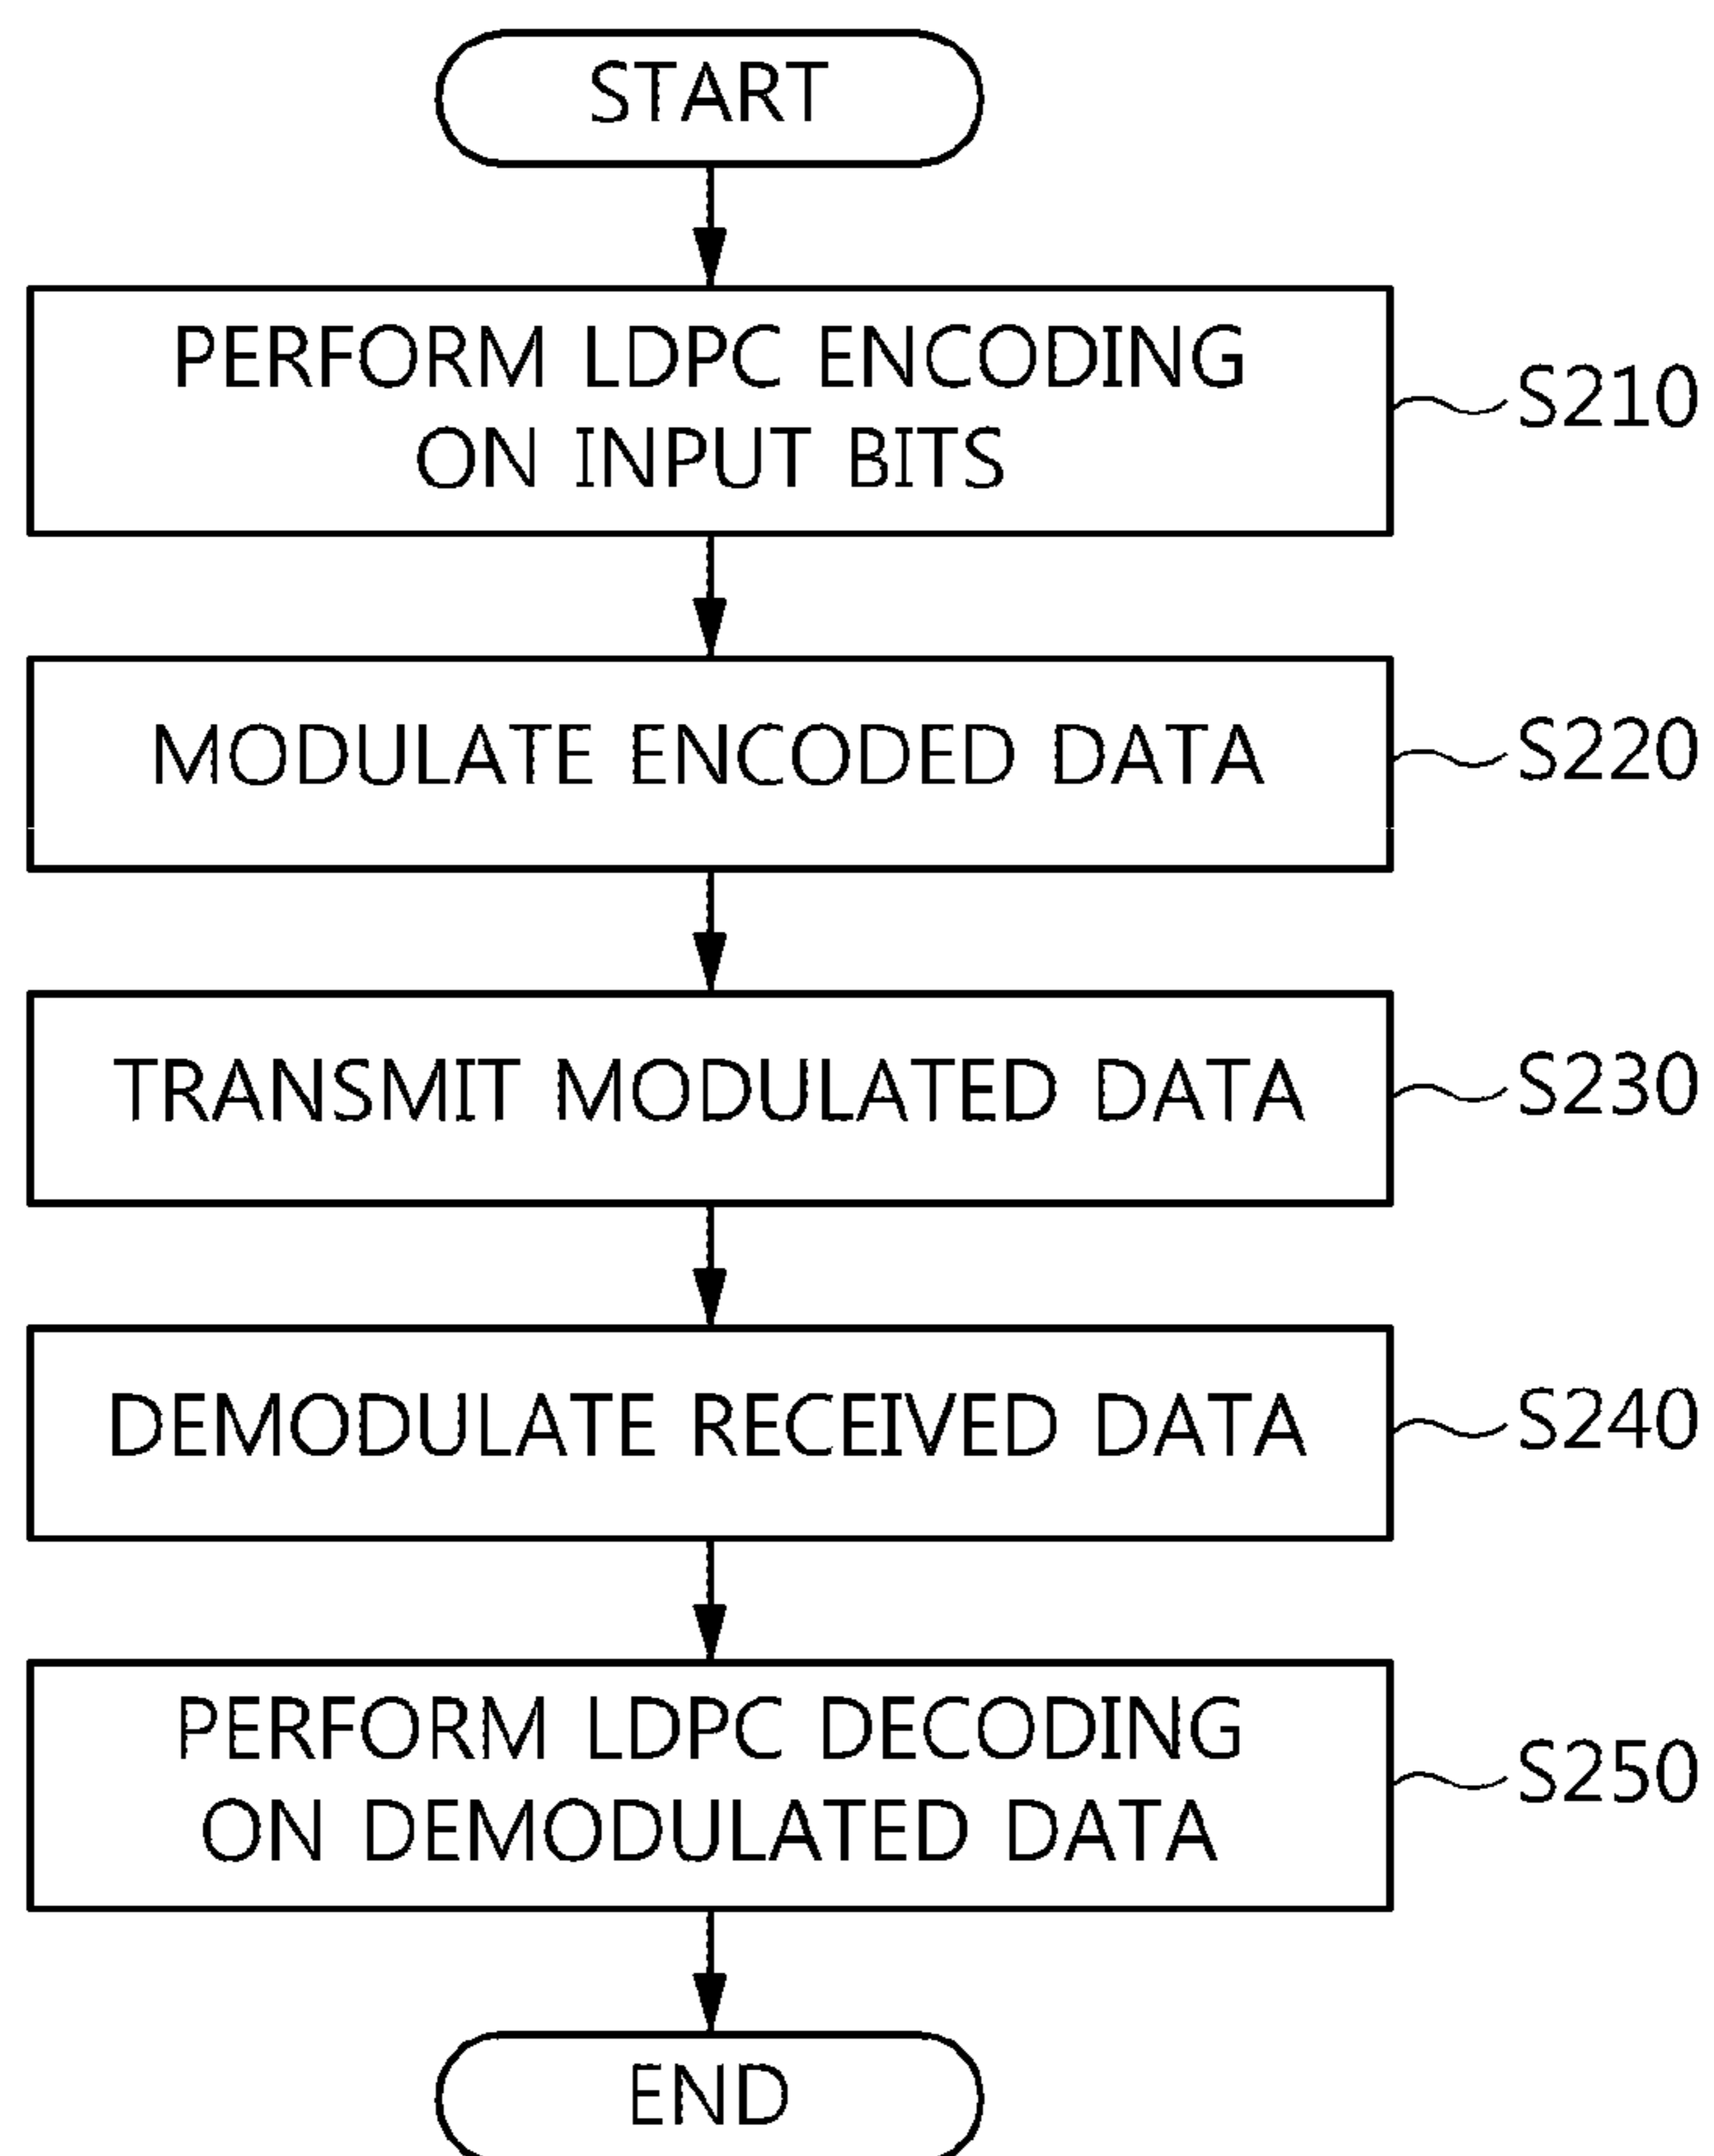 START
PERFORM LDPC ENCODING
ON INPUT BITS
S210
MODULATE ENCODED DATA
S220
TRANSMIT MODULATED DATA
S230
DEMODULATE RECEIVED DATA
S240
PERFORM LDPC DECODING
ON DEMODULATED DATA
S250
END